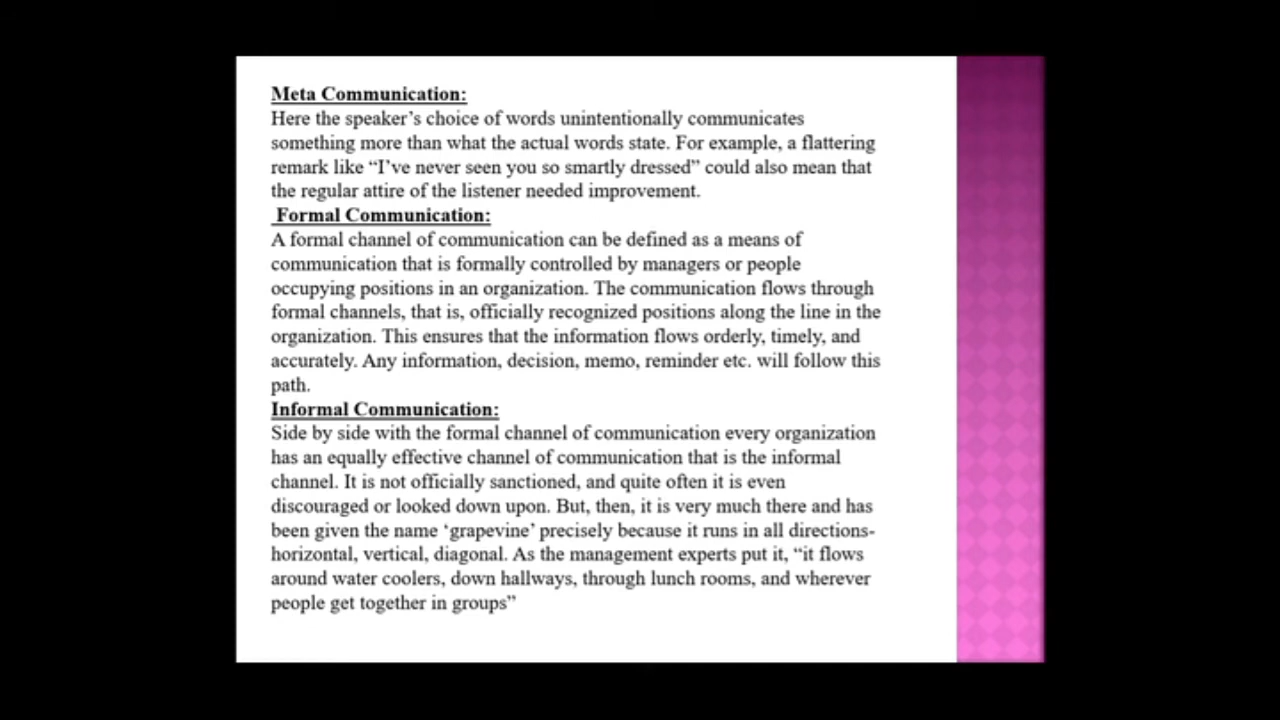 Meta Communication:
Here the speaker’s choice of words unintentionally communicates
something more than what the actual words state. For example, a flattering
remark like “I’ve never seen you so smartly dressed” could also mean that
the regular attire of the listener needed improvement.
Formal Communication:
A formal channel of communication can be defined as a means of
communication that is formally controlled by managers or people
occupying positions in an organization. The communication flows through
formal channels, that is, officially recognized positions along the line in the
organization. This ensures that the information flows orderly, timely, and
accurately. Any information, decision, memo, reminder etc. will follow this
path.
Informal Communication:
Side by side with the formal channel of communication every organization
has an equally effective channel of communication that is the informal
channel. It is not officially sanctioned, and quite often it is even
discouraged or looked down upon. But, then, it is very much there and has
been given the name ‘grapevine’ precisely because it runs in all directions-
horizontal, vertical, diagonal. As the management experts put it, “it flows
around water coolers, down hallways, through lunch rooms, and wherever
people get together in groups”